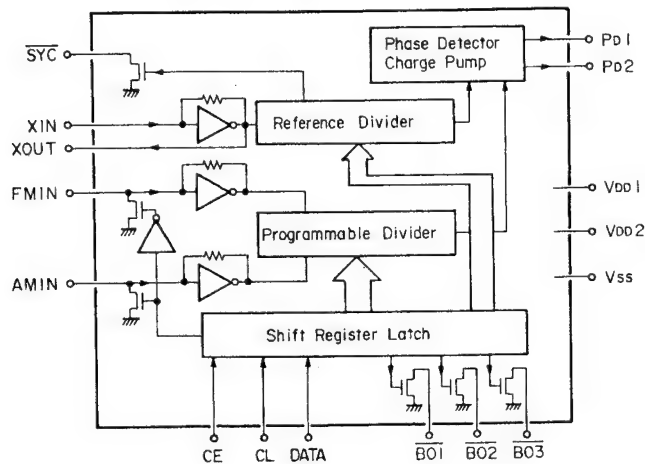 SYC
Phase Detector
Charge Pump
PD1
PD2
XIN
XOUT
Reference Divider
FMIN
VDD1
Programmable Divider
VDD2
AMIN
VSS
Shift Register Latch
CE CL DATA BO1 BO2 BO3